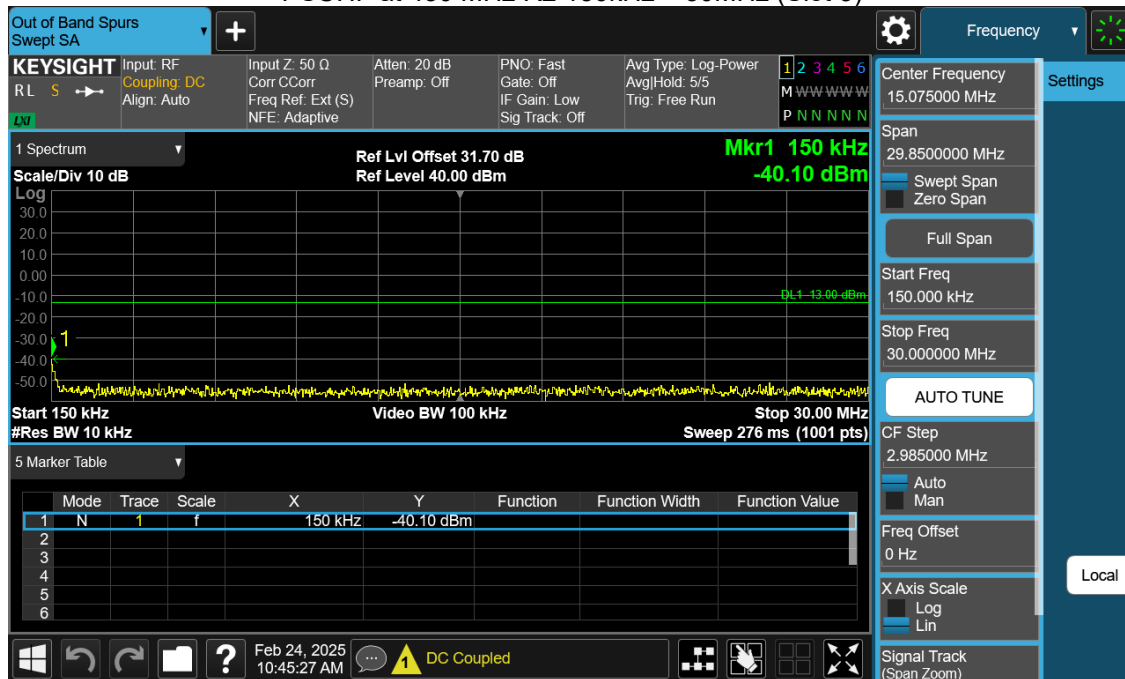 Out of Band Spurs
Swept SA
+
Frequency
KEYSIGHT
RL S
LXI
Input: RF
Coupling: DC
Align: Auto
Input Z: 50 Ω
Corr CCorr
Freq Ref: Ext (S)
NFE: Adaptive
Atten: 20 dB
Preamp: Off
PNO: Fast
Gate: Off
IF Gain: Low
Sig Track: Off
Avg Type: Log-Power
Avg|Hold: 5/5
Trig: Free Run
1 2 3 4 5 6
M W W W W W
P N N N N N
1 Spectrum
Scale/Div 10 dB
Ref Lvl Offset 31.70 dB
Ref Level 40.00 dBm
Mkr1 150 kHz
-40.10 dBm
Log
30.0
20.0
10.0
0.00
-10.0
-20.0
-30.0
-40.0
-50.0
DL1 -13.00 dBm
1
Start 150 kHz
#Res BW 10 kHz
Video BW 100 kHz
Stop 30.00 MHz
Sweep 276 ms (1001 pts)
5 Marker Table
Mode Trace Scale X Y Function Function Width Function Value
1 N 1 f 150 kHz -40.10 dBm
2
3
4
5
6
?
Feb 24, 2025
10:45:27 AM
1
DC Coupled
Center Frequency
15.075000 MHz
Span
29.8500000 MHz
Swept Span
Zero Span
Full Span
Start Freq
150.000 kHz
Stop Freq
30.000000 MHz
AUTO TUNE
CF Step
2.985000 MHz
Auto
Man
Freq Offset
0 Hz
X Axis Scale
Log
Lin
Signal Track
(Span Zoom)
Settings
Local